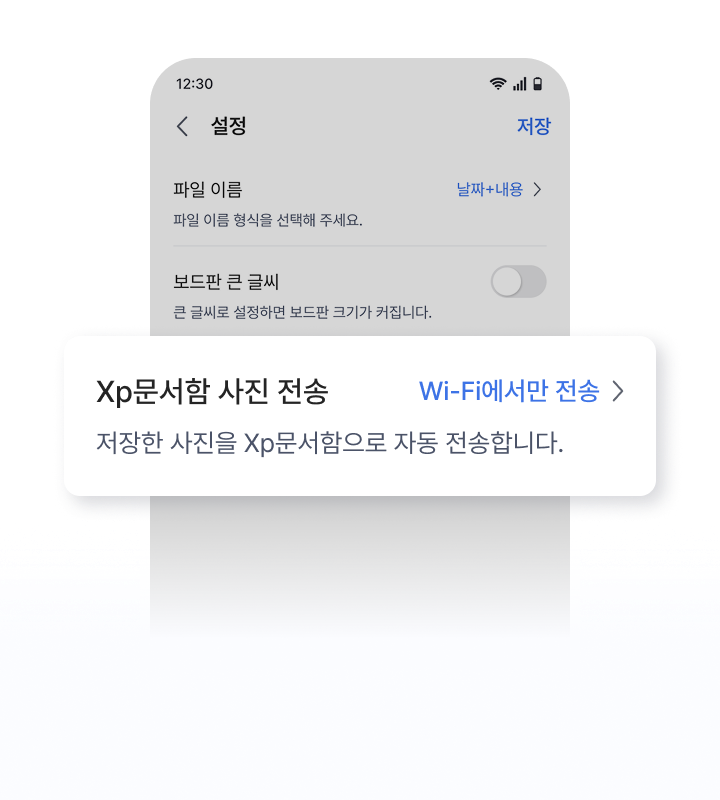 12:30
설정 저장
파일 이름 날짜+내용
파일 이름 형식을 선택해 주세요.
보드판 큰 글씨
큰 글씨로 설정하면 보드판 크기가 커집니다.
Xp문서함 사진 전송 Wi-Fi에서만 전송
저장한 사진을 Xp문서함으로 자동 전송합니다.